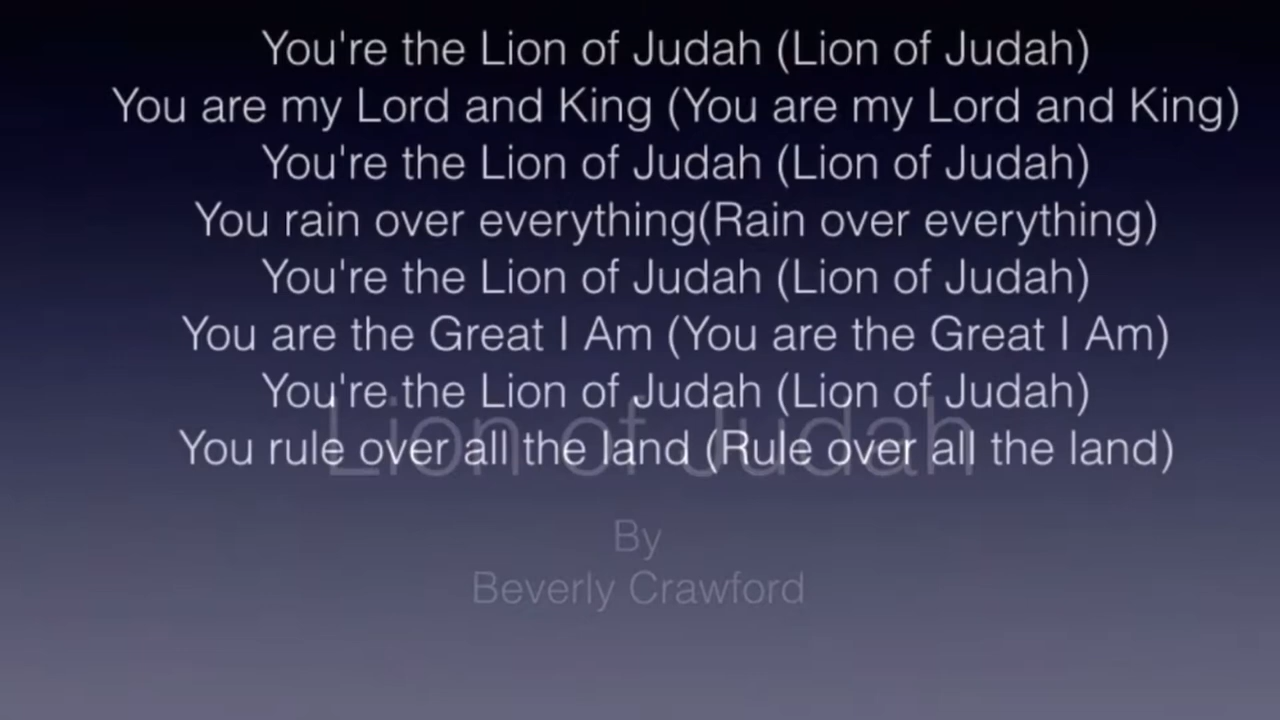 You're the Lion of Judah (Lion of Judah)
You are my Lord and King (You are my Lord and King)
You're the Lion of Judah (Lion of Judah)
You rain over everything(Rain over everything)
You're the Lion of Judah (Lion of Judah)
You are the Great I Am (You are the Great I Am)
You're the Lion of Judah (Lion of Judah)
You rule over all the land (Rule over all the land)
Lion of Judah
By
Beverly Crawford